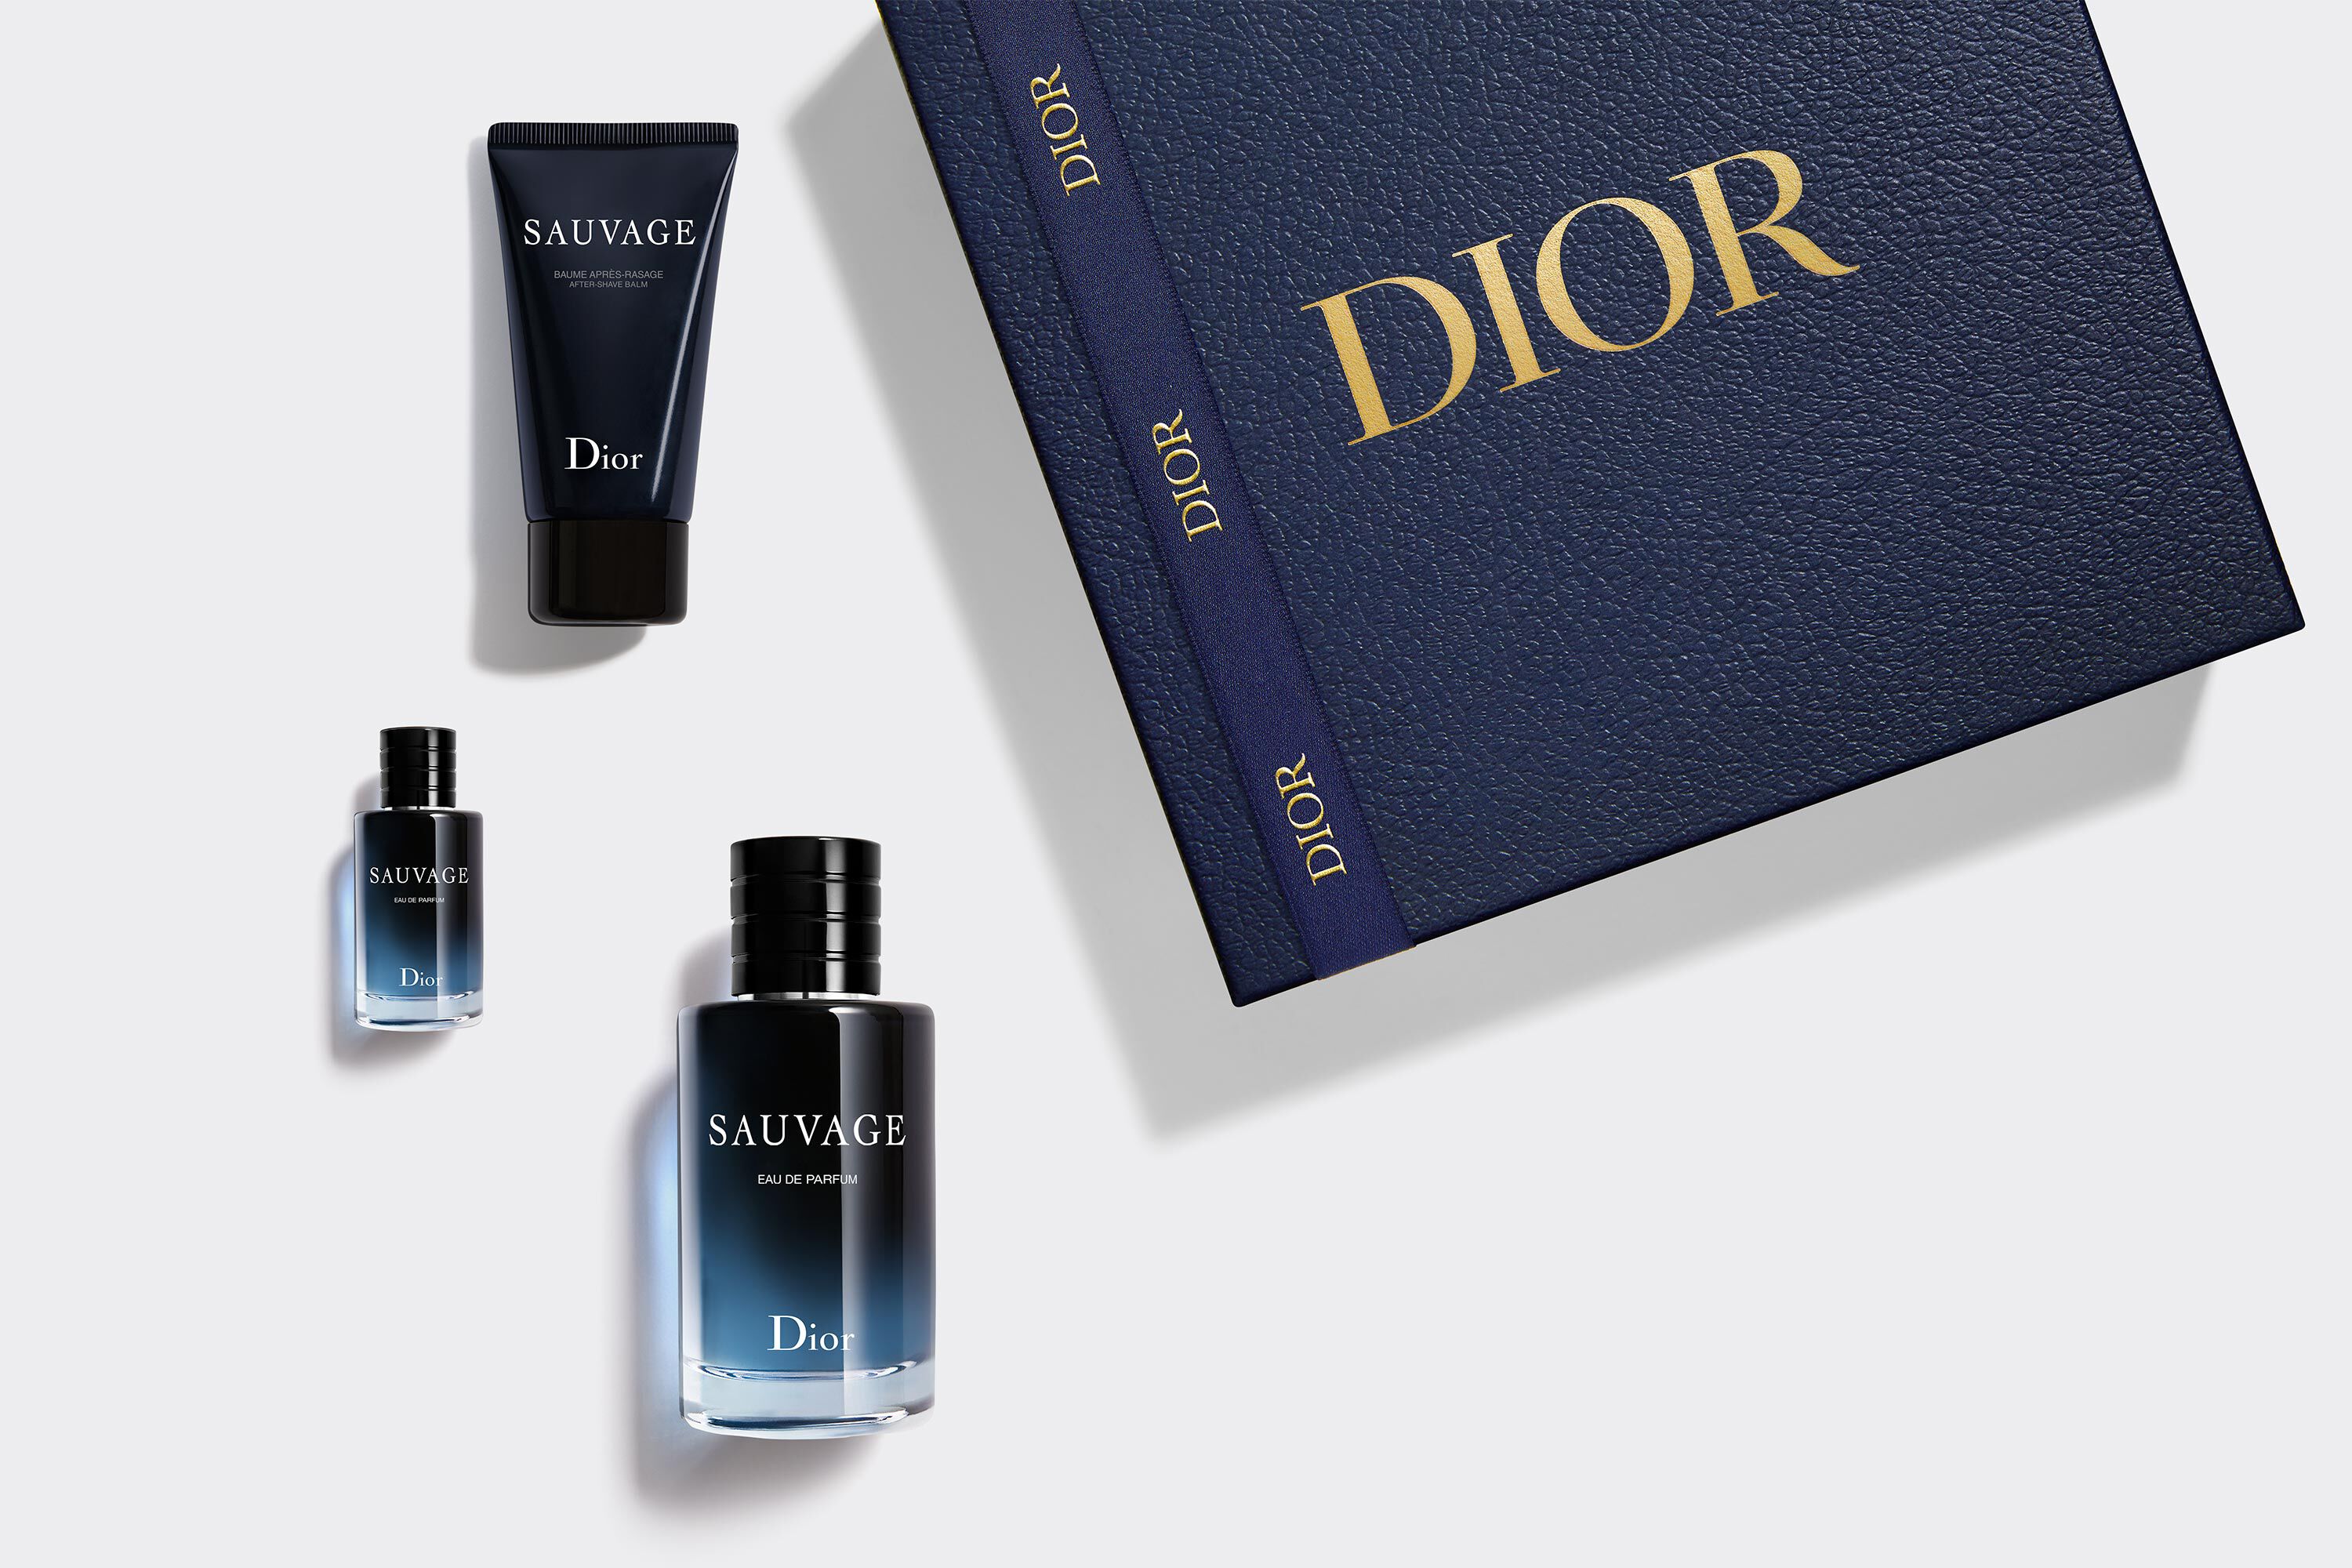 SAUVAGE
BAUME APRÈS-RASAGE
AFTER-SHAVE BALM
Dior
SAUVAGE
EAU DE PARFUM
Dior
SAUVAGE
EAU DE PARFUM
Dior
DIOR
DIOR
DIOR
DIOR